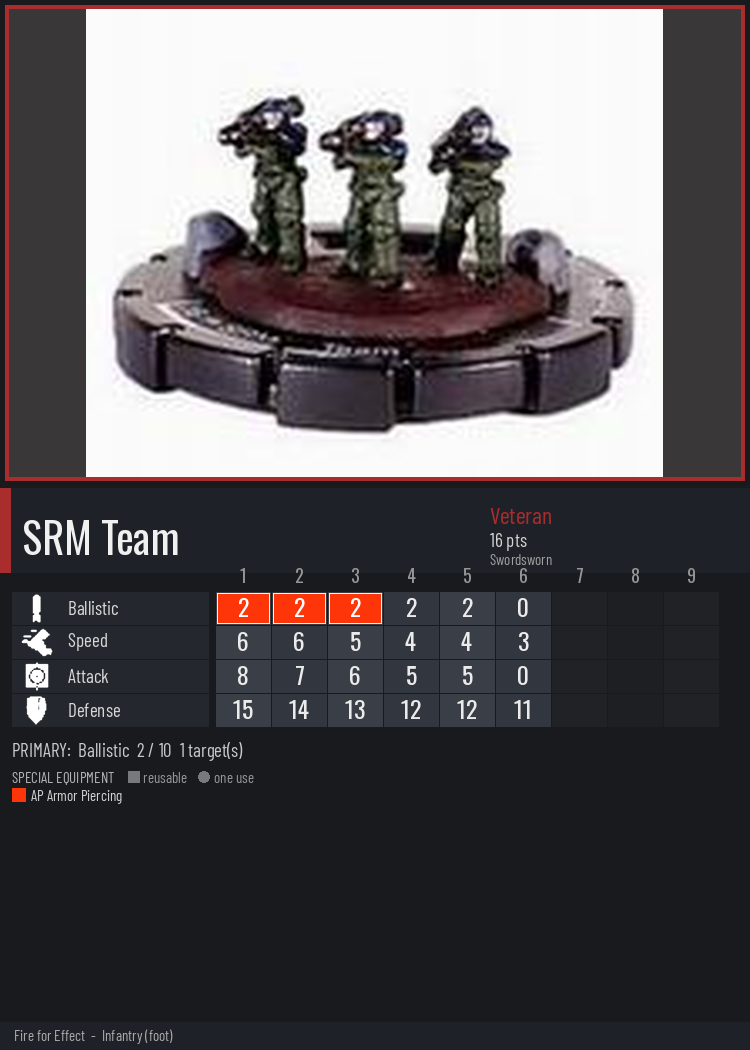 SRM Team
Veteran
16 pts
Swordsworn
1 2 3 4 5 6 7 8 9
Ballistic 2 2 2 2 2 0
Speed 6 6 5 4 4 3
Attack 8 7 6 5 5 0
Defense 15 14 13 12 12 11
PRIMARY: Ballistic 2 / 10 1 target(s)
SPECIAL EQUIPMENT reusable one use
AP Armor Piercing
Fire for Effect - Infantry (foot)